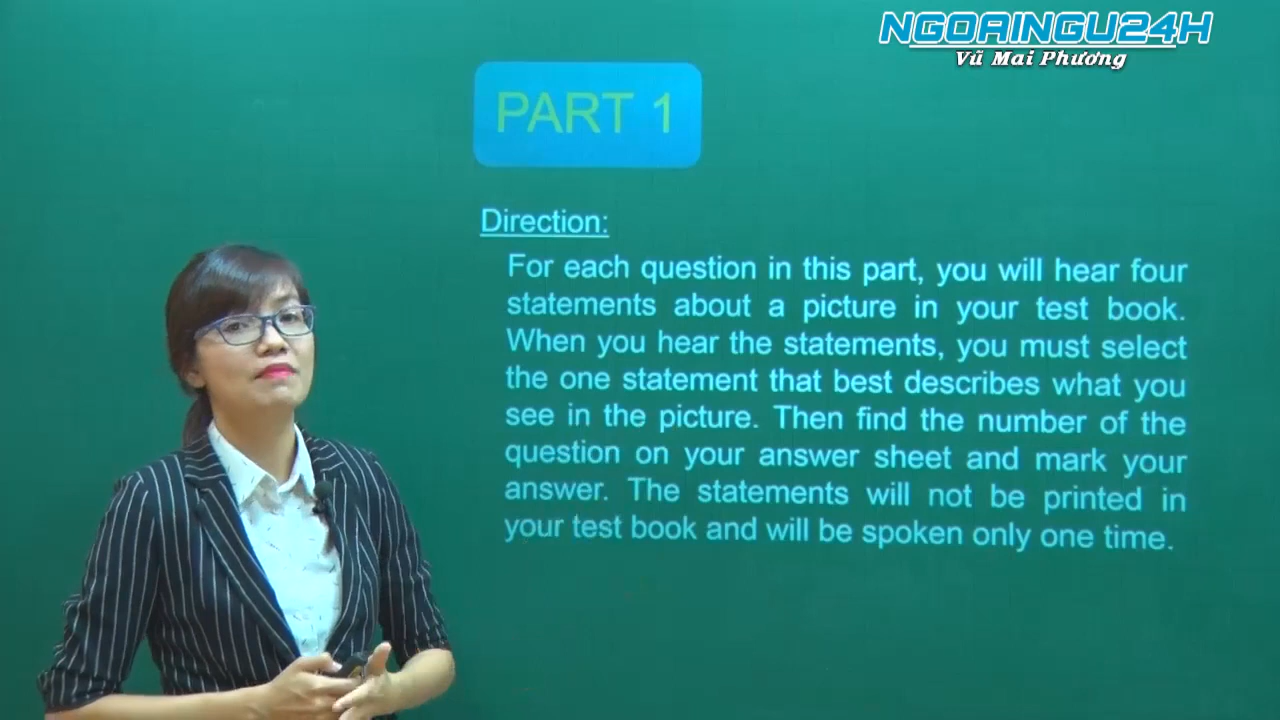 NGOAINGU24H
Vũ Mai Phương
PART 1
Direction:
For each question in this part, you will hear four
statements about a picture in your test book.
When you hear the statements, you must select
the one statement that best describes what you
see in the picture. Then find the number of the
question on your answer sheet and mark your
answer. The statements will not be printed in
your test book and will be spoken only one time.